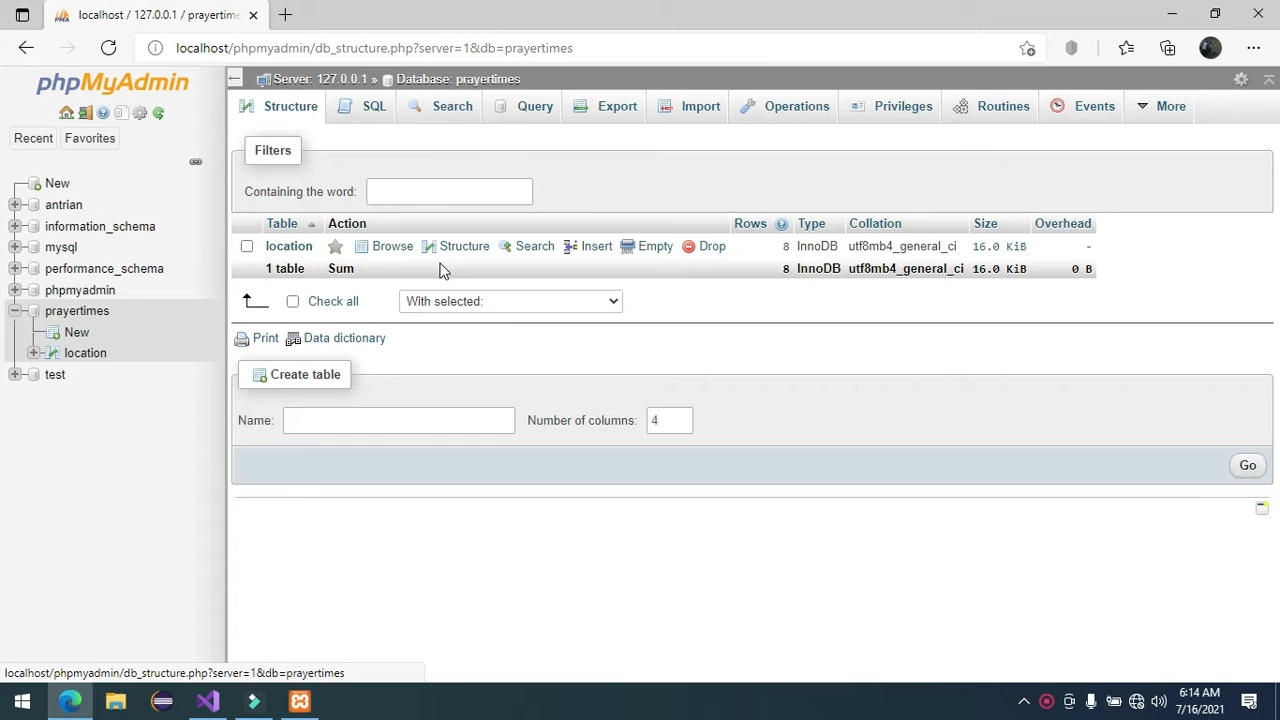 localhost / 127.0.0.1 / prayertime
localhost/phpmyadmin/db_structure.php?server=1&db=prayertimes
phpMyAdmin
Recent
Favorites
New
antrian
information_schema
mysql
performance_schema
phpmyadmin
prayertimes
New
location
test
Server: 127.0.0.1 » Database: prayertimes
Structure SQL Search Query Export Import Operations Privileges Routines Events More
Filters
Containing the word:
Table Action Rows Type Collation Size Overhead
location Browse Structure Search Insert Empty Drop 8 InnoDB utf8mb4_general_ci 16.0 KiB -
1 table Sum 8 InnoDB utf8mb4_general_ci 16.0 KiB 0 B
Check all With selected:
Print Data dictionary
Create table
Name: Number of columns: 4
Go
localhost/phpmyadmin/db_structure.php?server=1&db=prayertimes
6:14 AM
7/16/2021